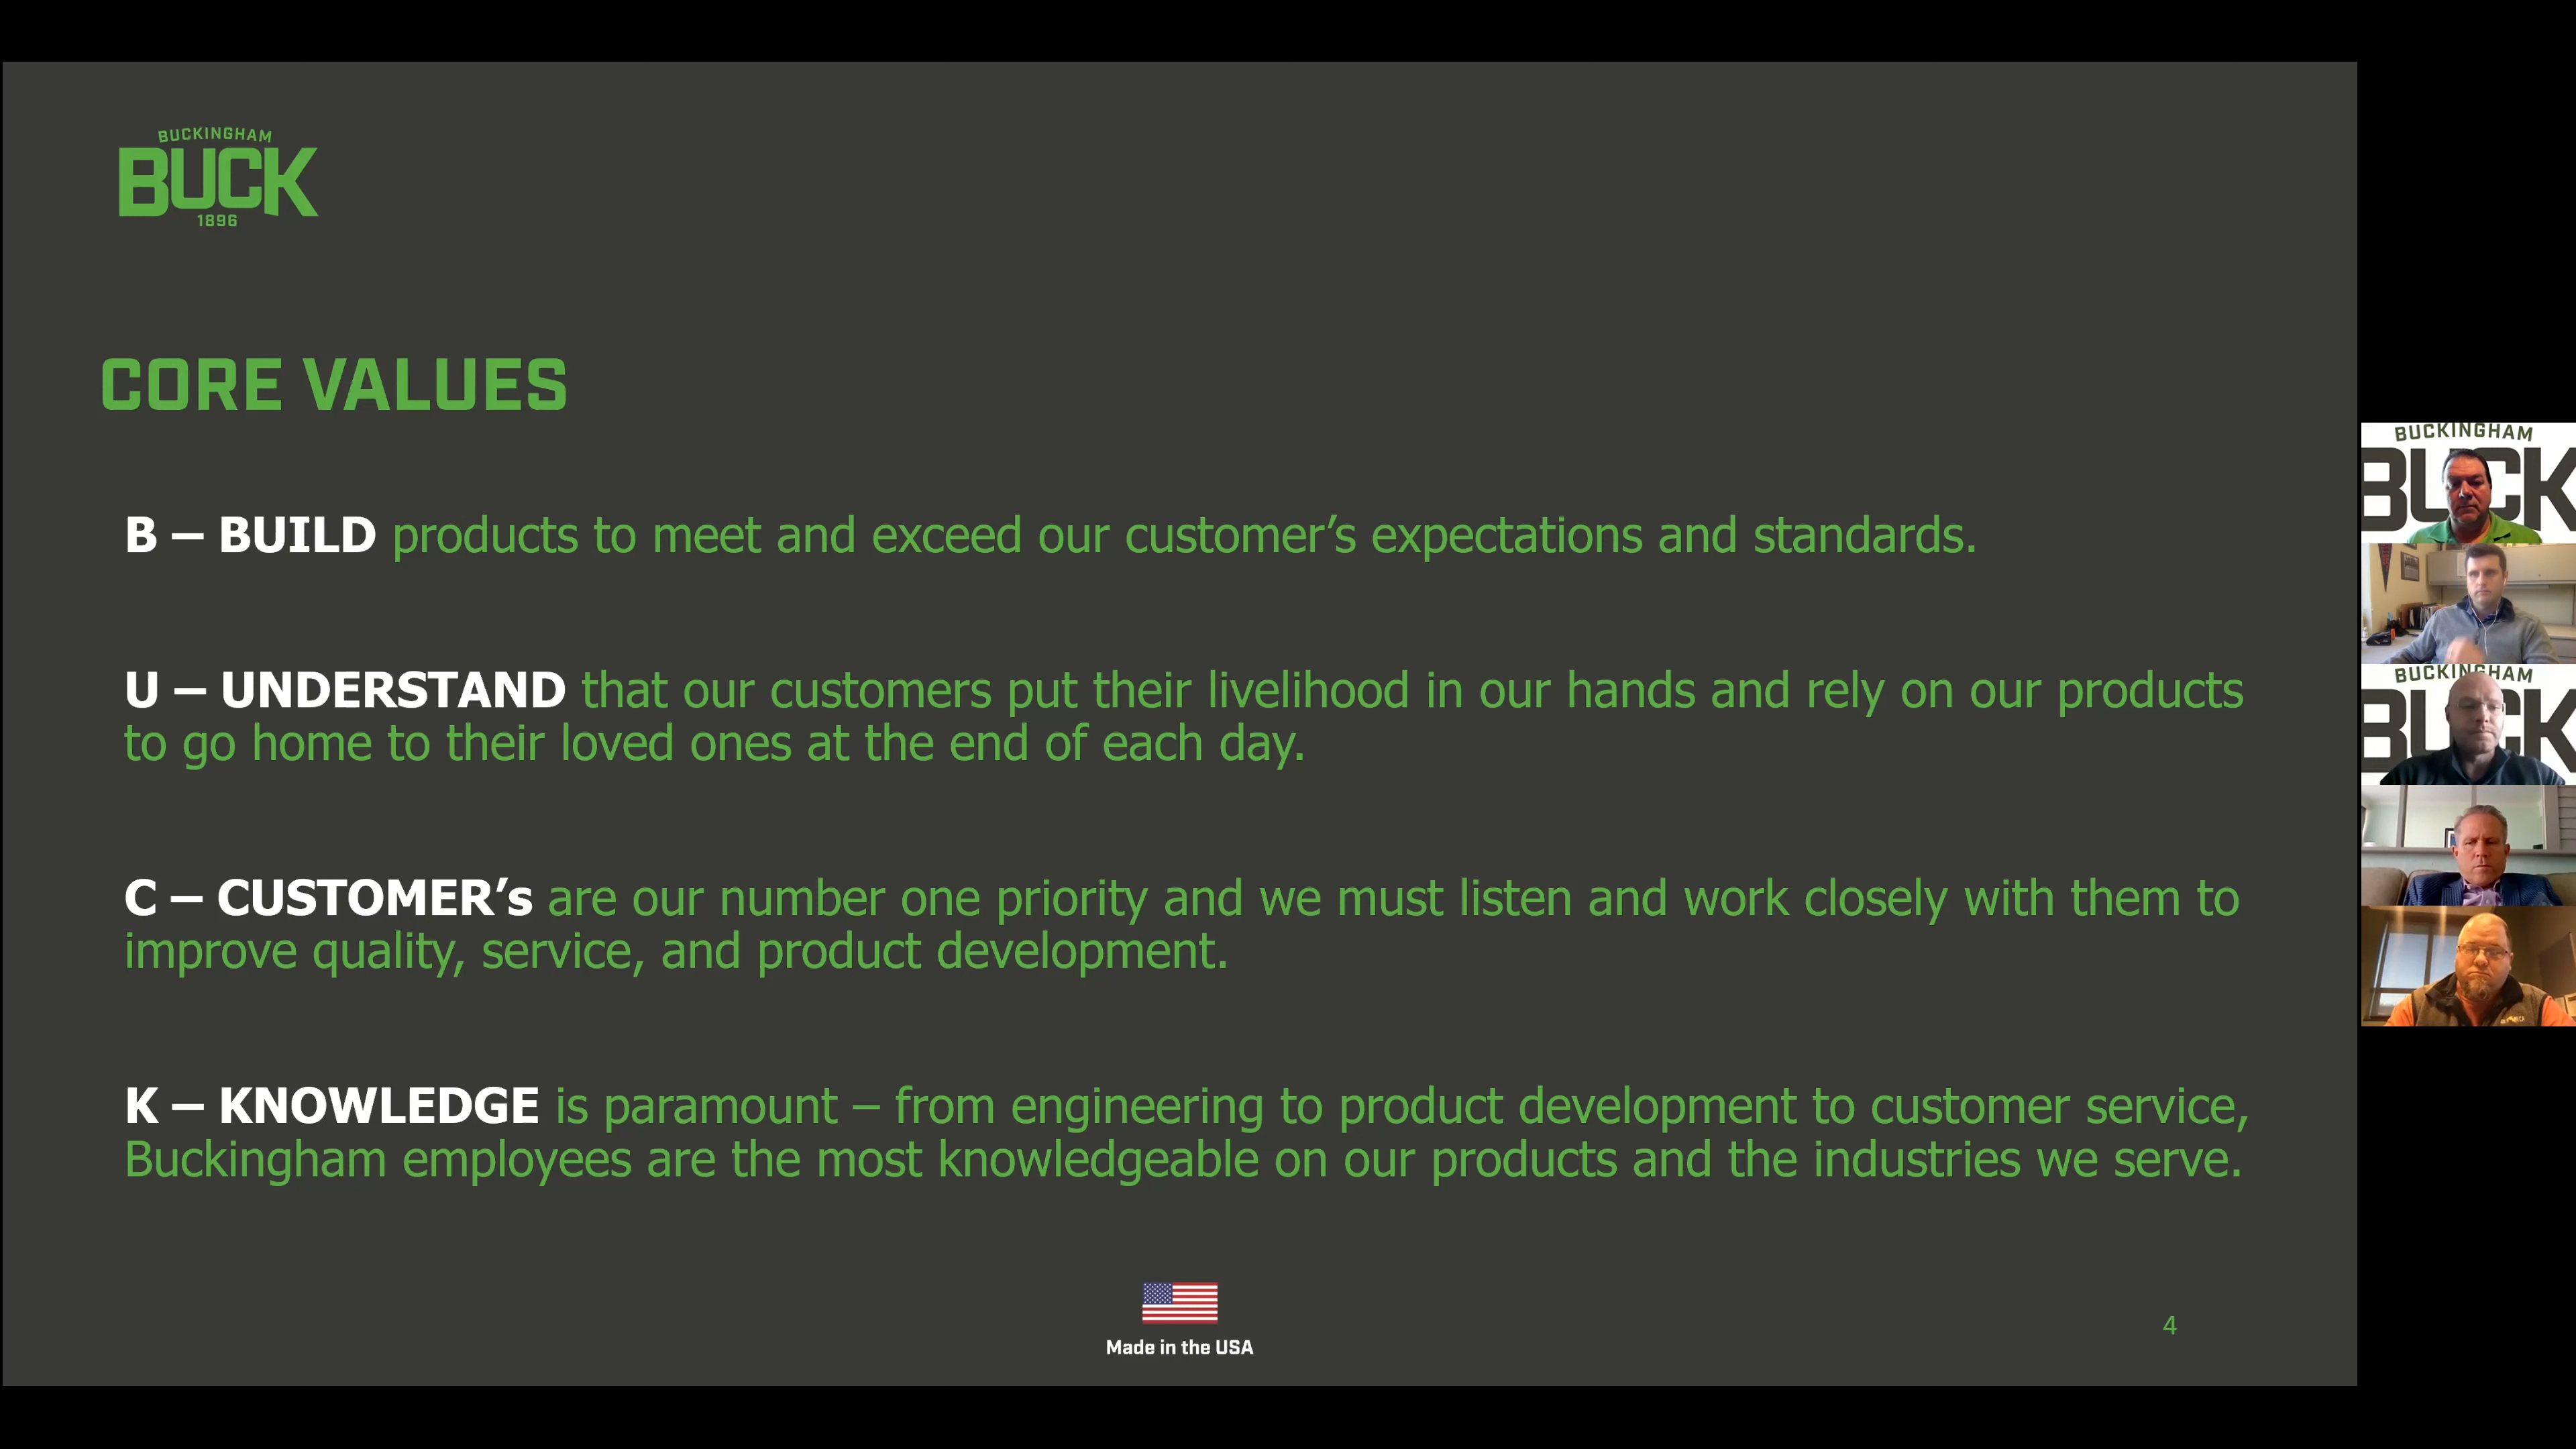 BUCKINGHAM
BUCK
1896
CORE VALUES
B – BUILD products to meet and exceed our customer’s expectations and standards.
U – UNDERSTAND that our customers put their livelihood in our hands and rely on our products
to go home to their loved ones at the end of each day.
C – CUSTOMER’s are our number one priority and we must listen and work closely with them to
improve quality, service, and product development.
K – KNOWLEDGE is paramount – from engineering to product development to customer service,
Buckingham employees are the most knowledgeable on our products and the industries we serve.
Made in the USA
4
BUCKINGHAM
BUCK
BUCKINGHAM
BUCK